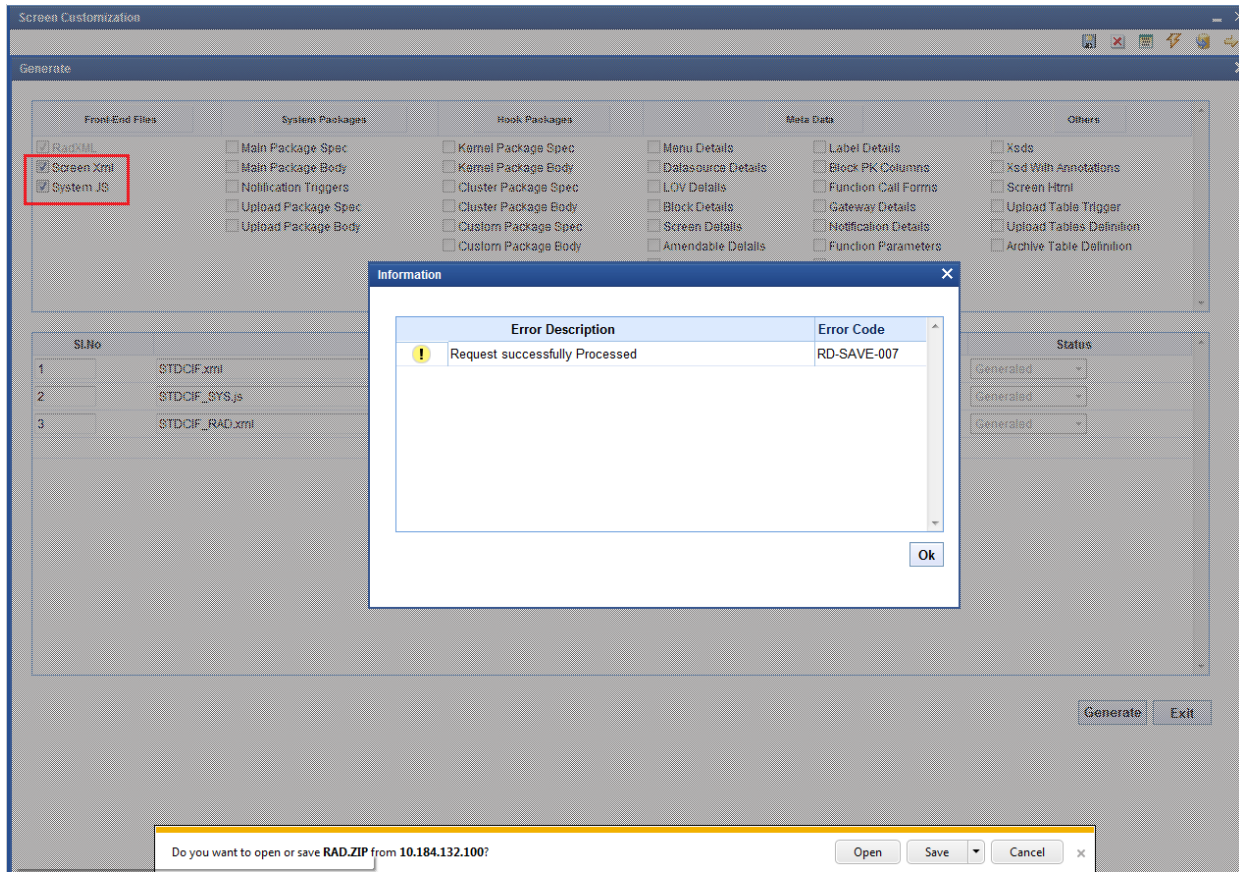 Screen Customization
Generate
Front-End Files System Packages Hook Packages Meta Data Others
RadXML Main Package Spec Kernel Package Spec Menu Details Label Details Xsds
Screen Xml Main Package Body Kernel Package Body Datasource Details Block PK Columns Xsd With Annotations
System JS Notification Triggers Cluster Package Spec LOV Details Function Call Forms Screen Html
Upload Package Spec Cluster Package Body Block Details Gateway Details Upload Table Trigger
Upload Package Body Custom Package Spec Screen Details Notification Details Upload Tables Definition
Custom Package Body Amendable Details Function Parameters Archive Table Definition
Information
Error Description Error Code
Request successfully Processed RD-SAVE-007
Ok
Sl.No Status
1 STDCIF.xml Generated
2 STDCIF_SYS.js Generated
3 STDCIF_RAD.xml Generated
Generate Exit
Do you want to open or save RAD.ZIP from 10.184.132.100?
Open Save Cancel